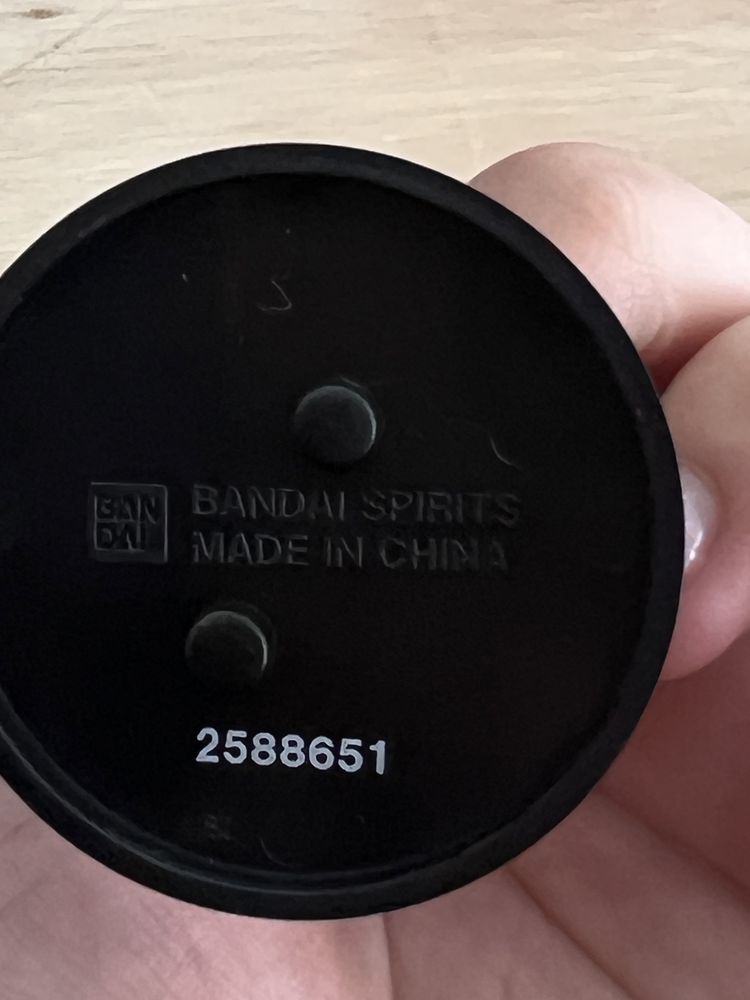 BAN
DAI
BANDAI SPIRITS
MADE IN CHINA
2588651